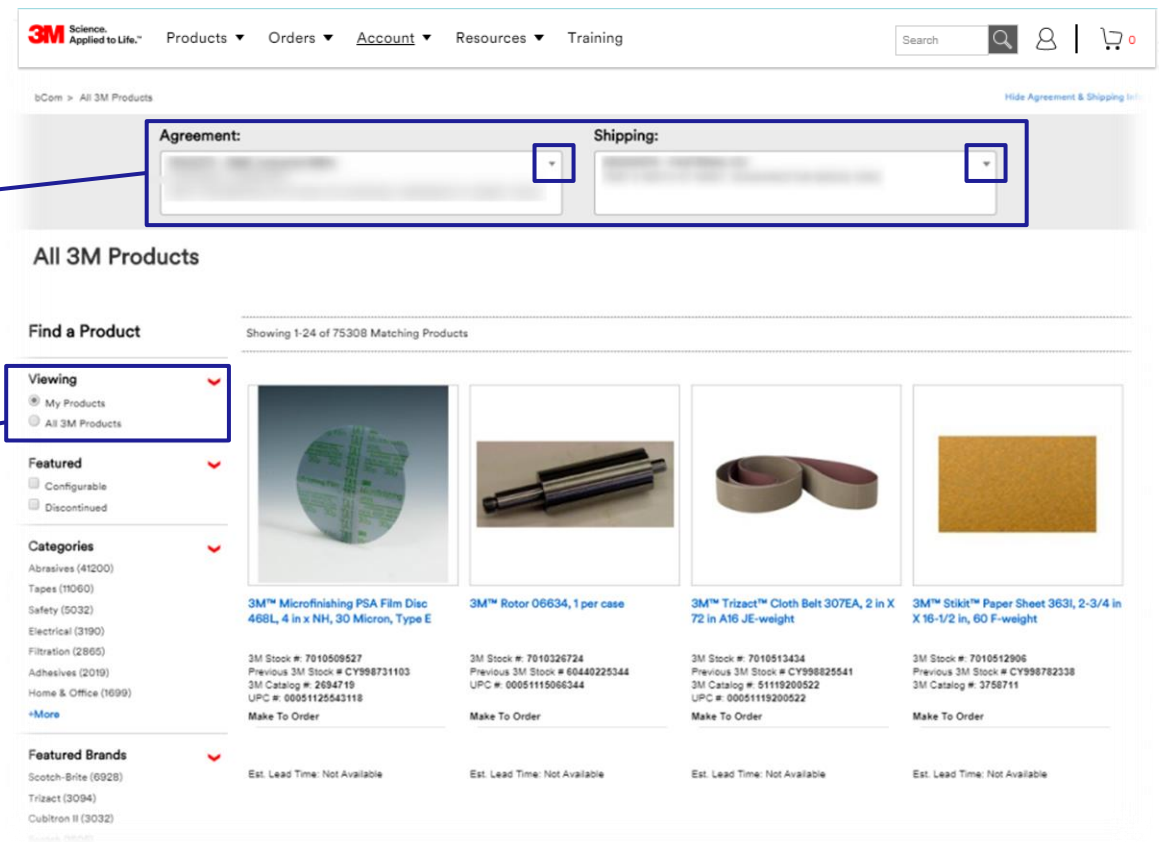 3M Science.
Applied to Life.™
Products ▼ Orders ▼ Account ▼ Resources ▼ Training
Search
0
bCom > All 3M Products
Hide Agreement & Shipping
Agreement:
Shipping:
All 3M Products
Find a Product
Showing 1-24 of 75308 Matching Products
Viewing
My Products
All 3M Products
Featured
Configurable
Discontinued
Categories
Abrasives (41200)
Tapes (11060)
Safety (5032)
Electrical (3190)
Filtration (2865)
Adhesives (2019)
Home & Office (1699)
+More
Featured Brands
Scotch-Brite (6928)
Trizact (3094)
Cubitron II (3032)
3M™ Microfinishing PSA Film Disc
468L, 4 in x NH, 30 Micron, Type E
3M Stock #: 7010509527
Previous 3M Stock # CY998731103
3M Catalog #: 2694719
UPC #: 00051125543118
Make To Order
Est. Lead Time: Not Available
3M™ Rotor 06634, 1 per case
3M Stock #: 7010326724
Previous 3M Stock # 60440225344
UPC #: 00051115066344
Make To Order
Est. Lead Time: Not Available
3M™ Trizact™ Cloth Belt 307EA, 2 in X
72 in A16 JE-weight
3M Stock #: 7010513434
Previous 3M Stock # CY998825541
3M Catalog #: 51119200522
UPC #: 00051119200522
Make To Order
Est. Lead Time: Not Available
3M™ Stikit™ Paper Sheet 363I, 2-3/4 in
X 16-1/2 in, 60 F-weight
3M Stock #: 7010512906
Previous 3M Stock # CY998782338
3M Catalog #: 3758711
Make To Order
Est. Lead Time: Not Available